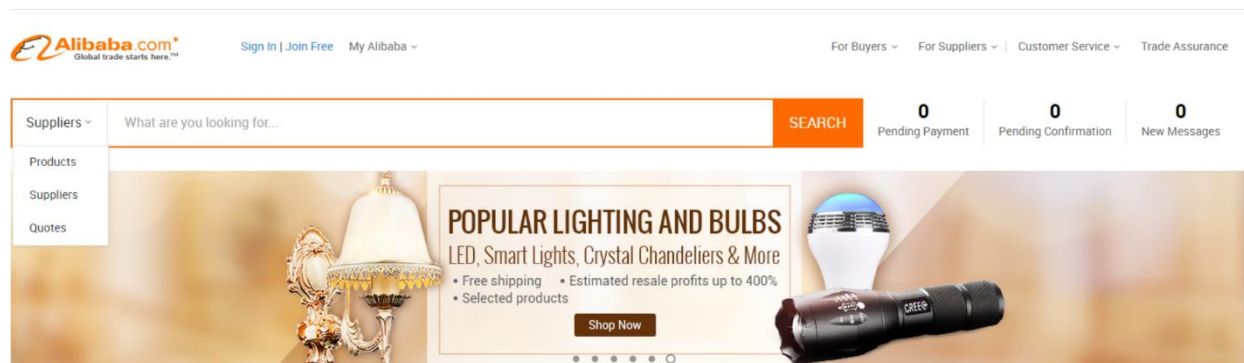 Alibaba.com
Global trade starts here.™
Sign In | Join Free My Alibaba
For Buyers For Suppliers | Customer Service Trade Assurance
Suppliers What are you looking for... SEARCH
0 Pending Payment
0 Pending Confirmation
0 New Messages
Products
Suppliers
Quotes
POPULAR LIGHTING AND BULBS
LED, Smart Lights, Crystal Chandeliers & More
• Free shipping • Estimated resale profits up to 400%
• Selected products
Shop Now
CREE